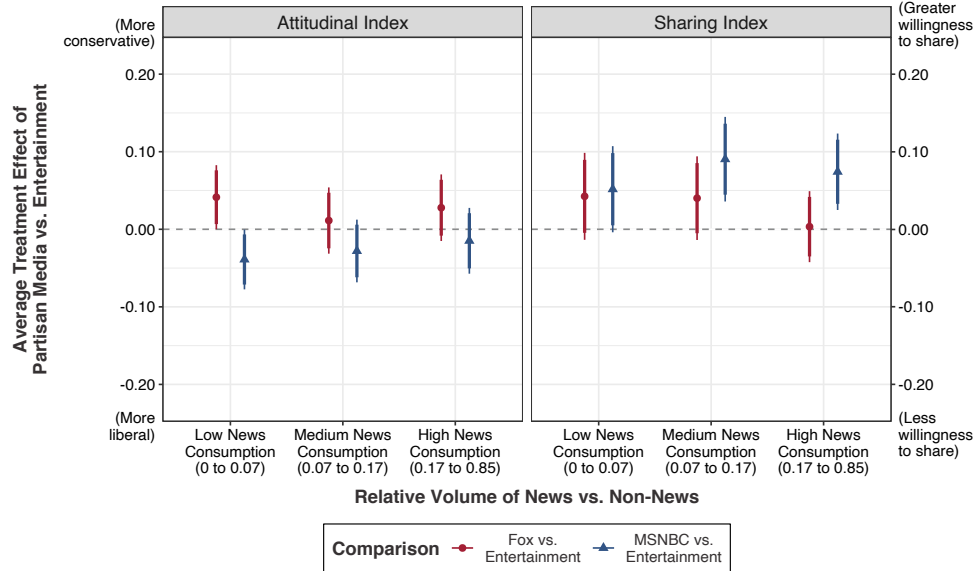 (More
conservative)
Attitudinal Index
Sharing Index
(Greater
willingness
to share)
Average Treatment Effect of
Partisan Media vs. Entertainment
0.20
0.10
0.00
-0.10
-0.20
0.20
0.10
0.00
-0.10
-0.20
(More
liberal)
(Less
willingness
to share)
Low News
Consumption
(0 to 0.07)
Medium News
Consumption
(0.07 to 0.17)
High News
Consumption
(0.17 to 0.85)
Low News
Consumption
(0 to 0.07)
Medium News
Consumption
(0.07 to 0.17)
High News
Consumption
(0.17 to 0.85)
Relative Volume of News vs. Non-News
Comparison
Fox vs.
Entertainment
MSNBC vs.
Entertainment